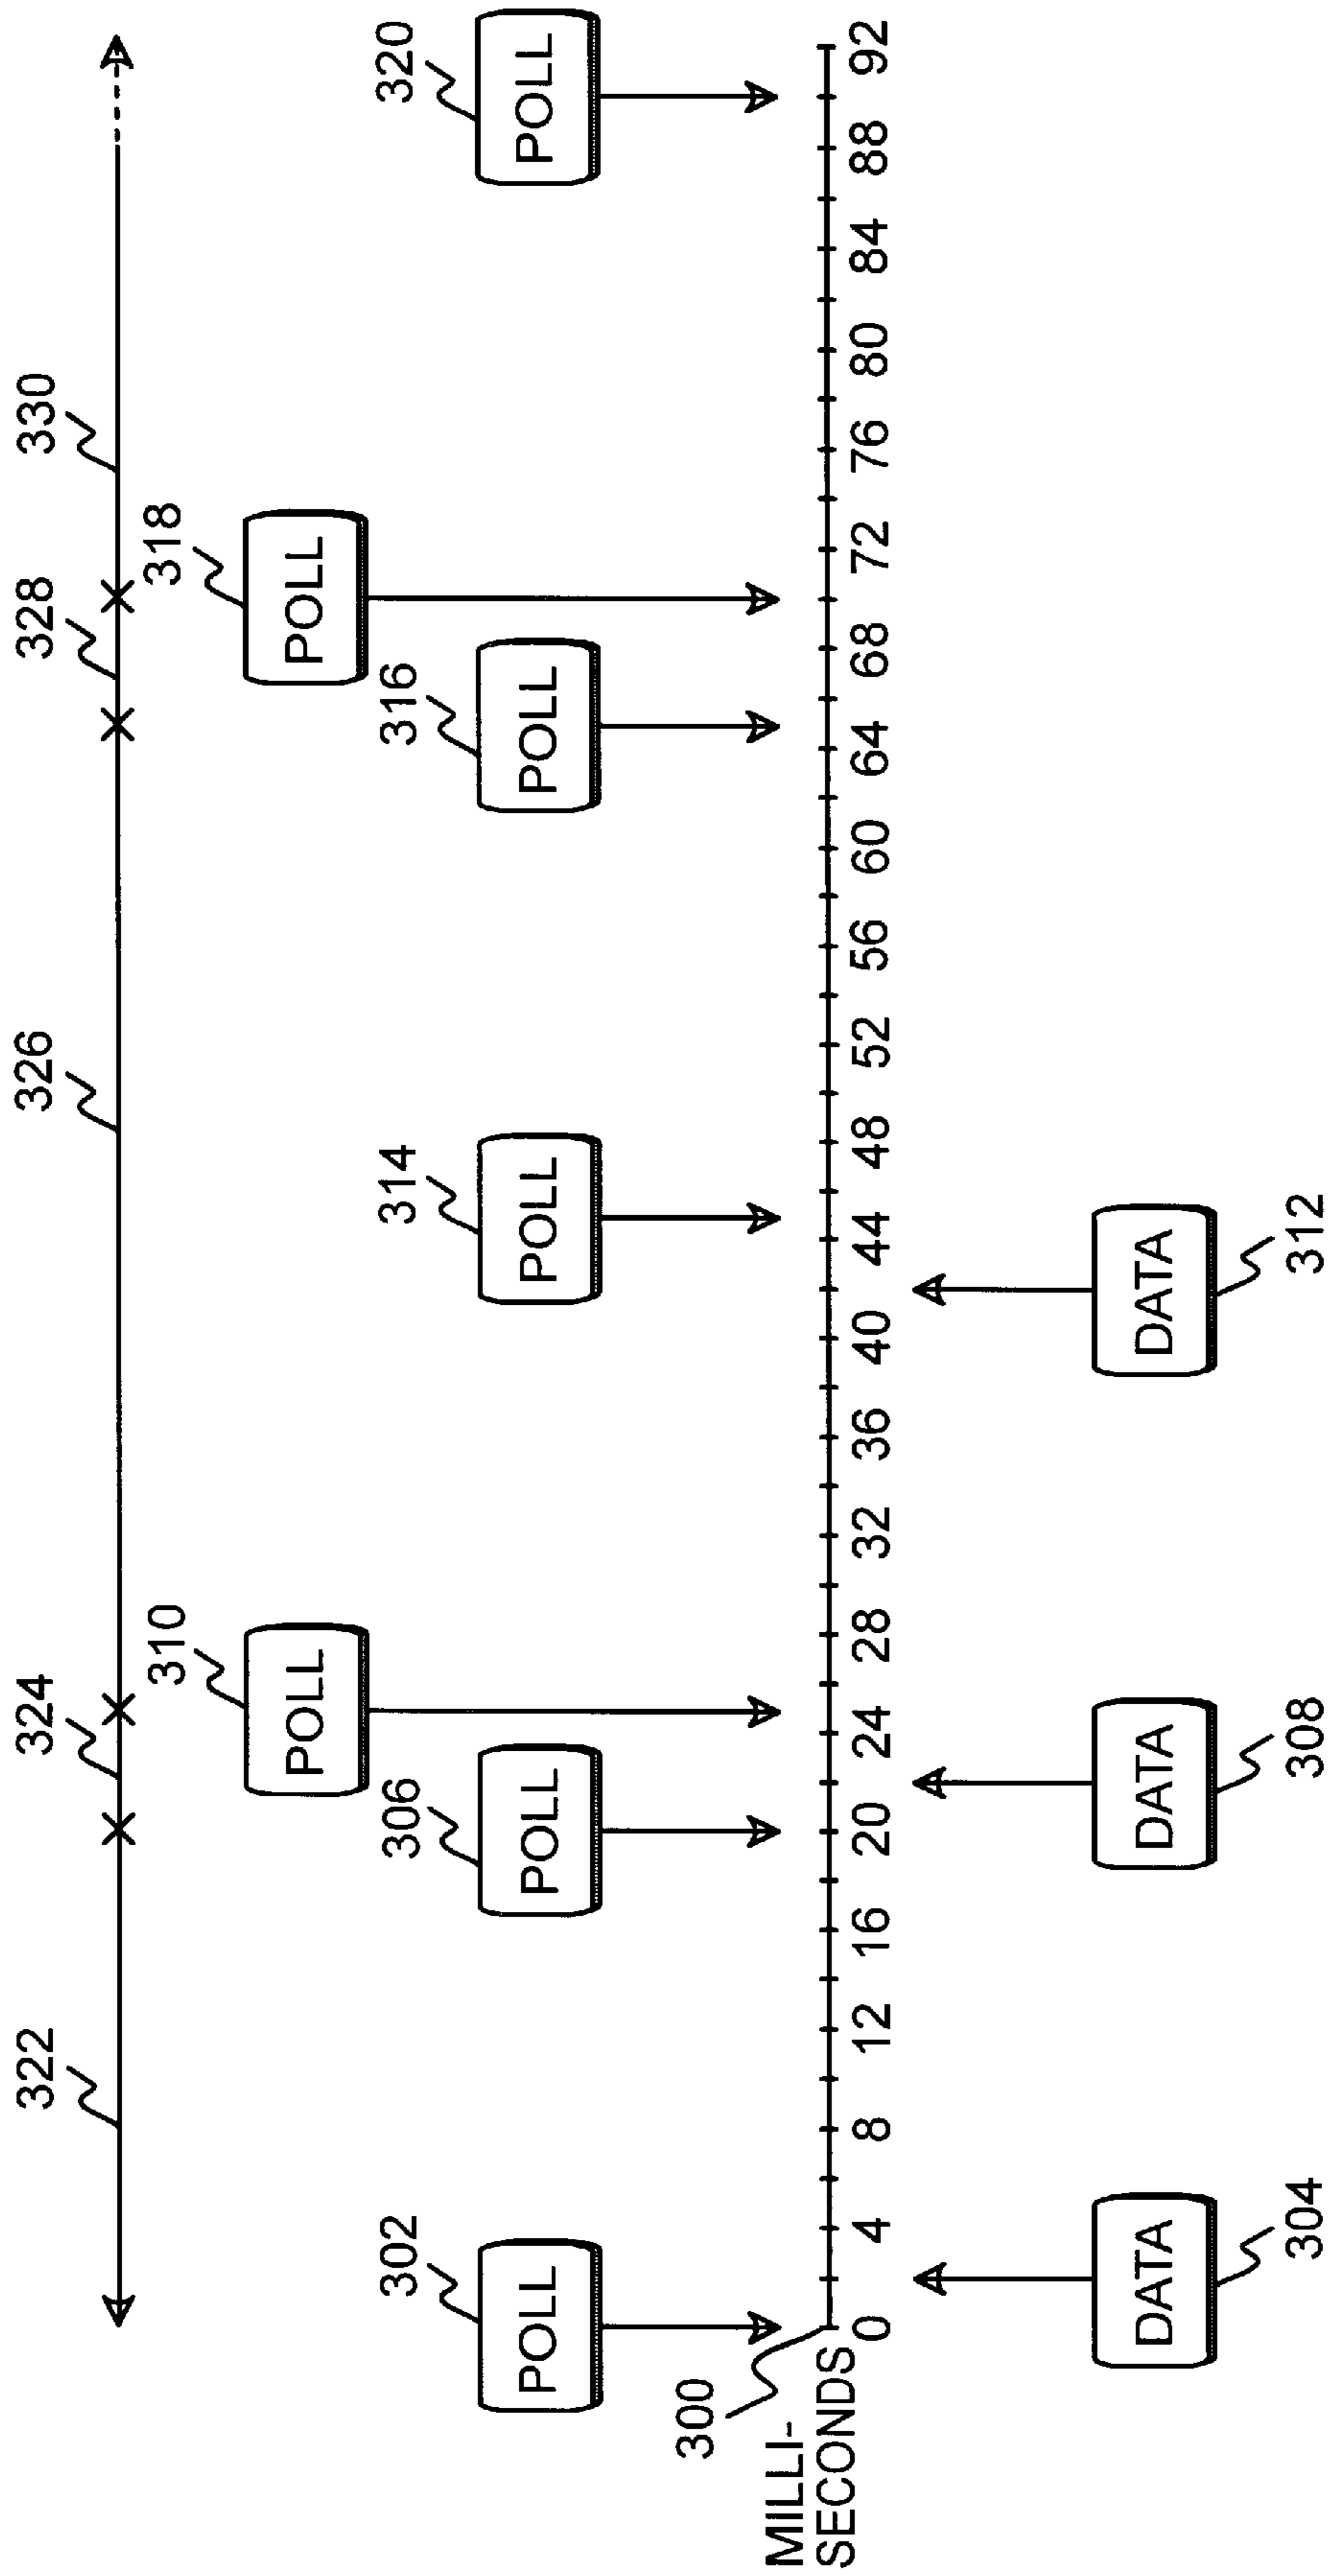 322
324
326
328
330
310
318
POLL
POLL
302
306
314
316
320
POLL
POLL
POLL
POLL
POLL
300
MILLI-
SECONDS
0 4 8 12 16 20 24 28 32 36 40 44 48 52 56 60 64 68 72 76 80 84 88 92
DATA
DATA
DATA
304
308
312